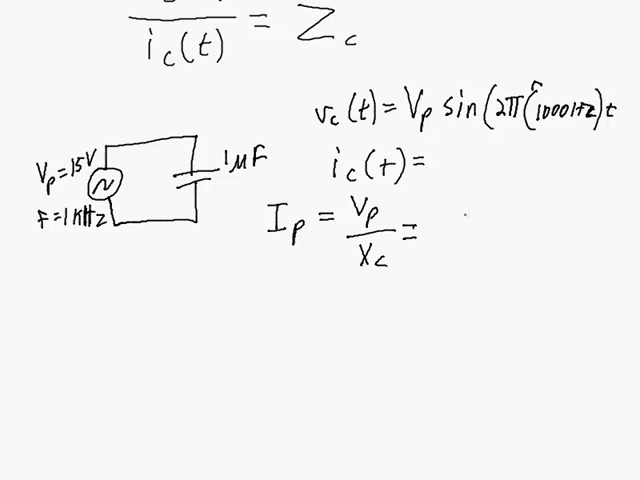 i_c(t) = Z_c
v_c(t) = V_p sin(2π(1000Hz)t
i_c(t) =
V_p = 15V
F = 1KHz
1μF
I_p = V_p / X_c =